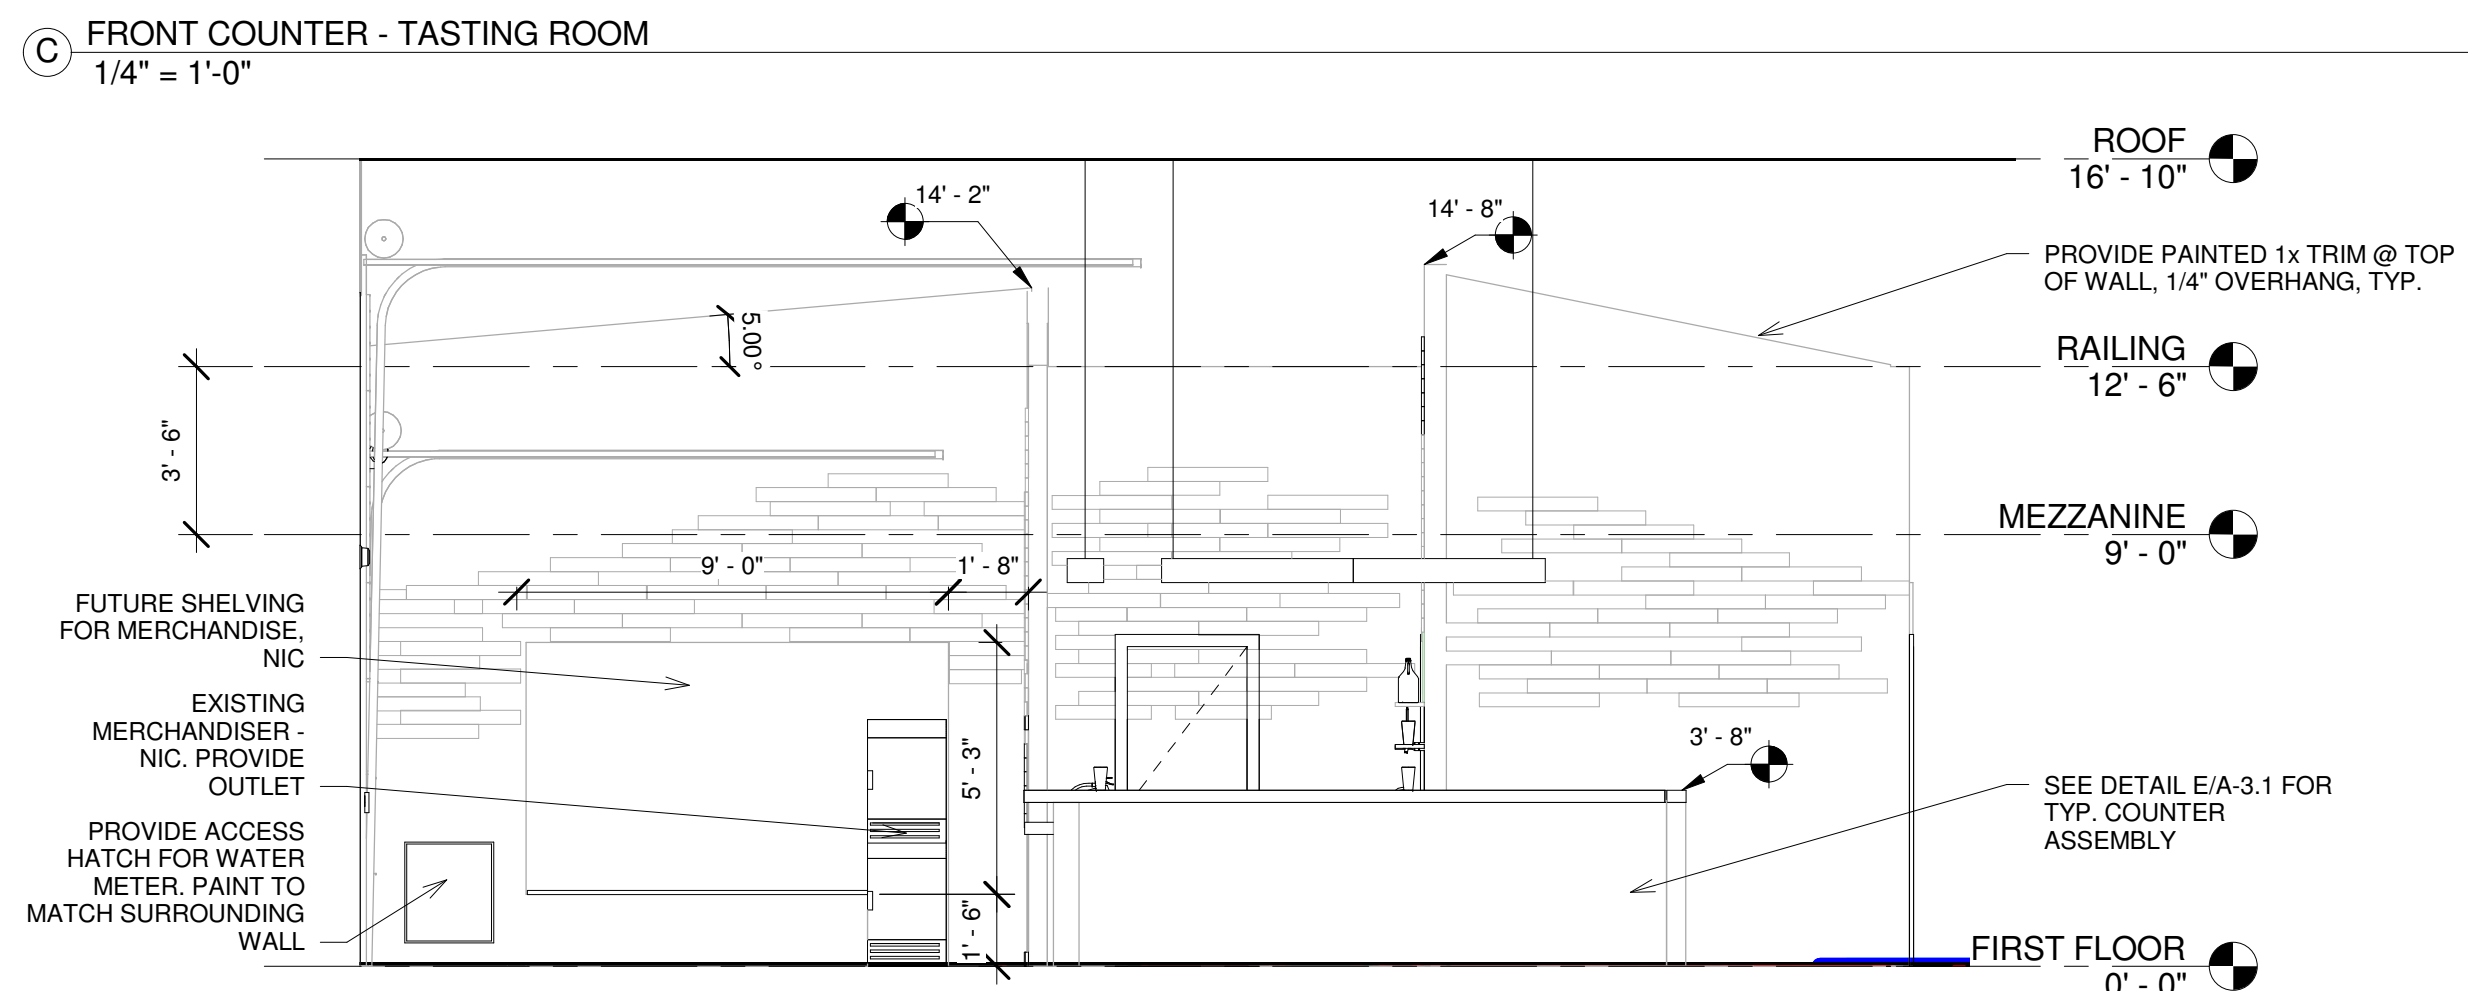 C
FRONT COUNTER - TASTING ROOM
1/4" = 1'-0"
ROOF
16' - 10"
14' - 2"
14' - 8"
PROVIDE PAINTED 1x TRIM @ TOP
OF WALL, 1/4" OVERHANG, TYP.
5.00°
RAILING
12' - 6"
3' - 6"
MEZZANINE
9' - 0"
9' - 0"
1' - 8"
FUTURE SHELVING
FOR MERCHANDISE,
NIC
EXISTING
MERCHANDISER -
NIC. PROVIDE
OUTLET
5' - 3"
3' - 8"
SEE DETAIL E/A-3.1 FOR
TYP. COUNTER
ASSEMBLY
PROVIDE ACCESS
HATCH FOR WATER
METER. PAINT TO
MATCH SURROUNDING
WALL
1' - 6"
FIRST FLOOR
0' - 0"